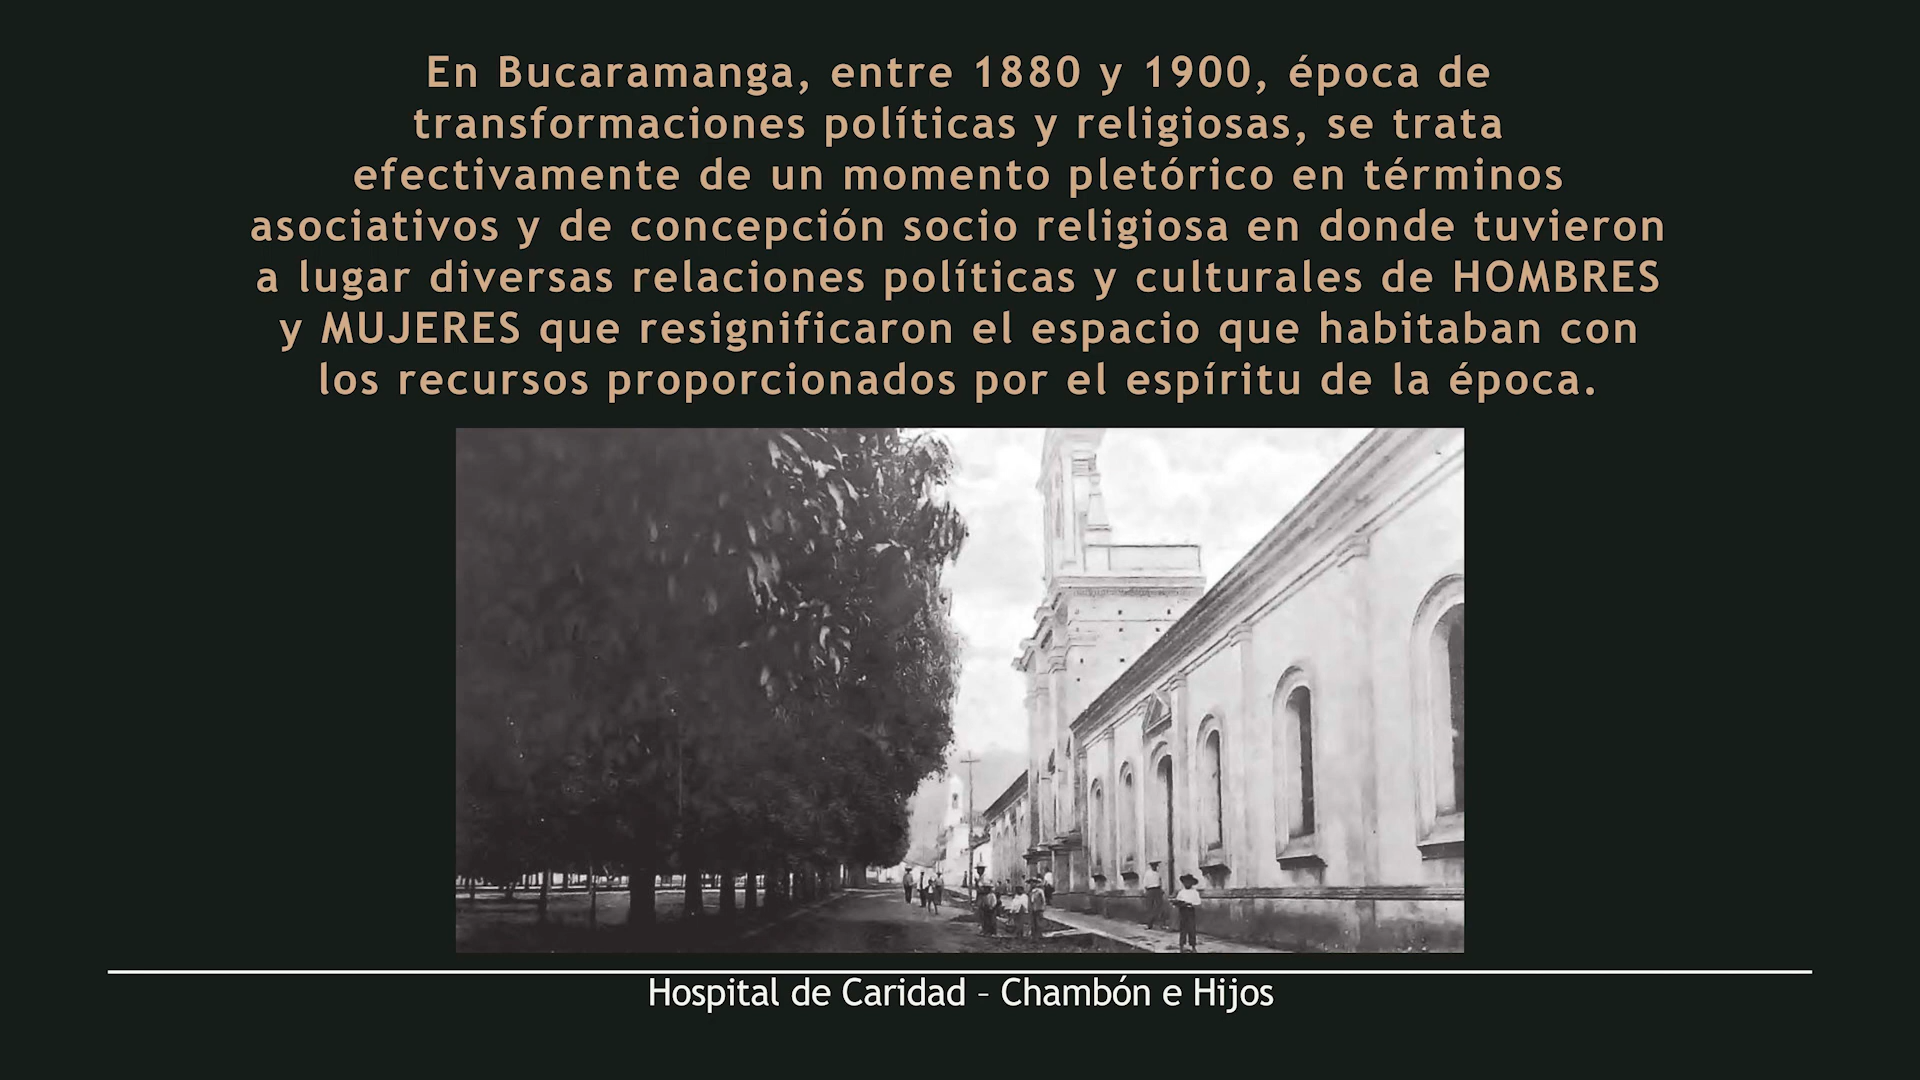 En Bucaramanga, entre 1880 y 1900, época de
transformaciones políticas y religiosas, se trata
efectivamente de un momento pletórico en términos
asociativos y de concepción socio religiosa en donde tuvieron
a lugar diversas relaciones políticas y culturales de HOMBRES
y MUJERES que resignificaron el espacio que habitaban con
los recursos proporcionados por el espíritu de la época.
Hospital de Caridad – Chambón e Hijos